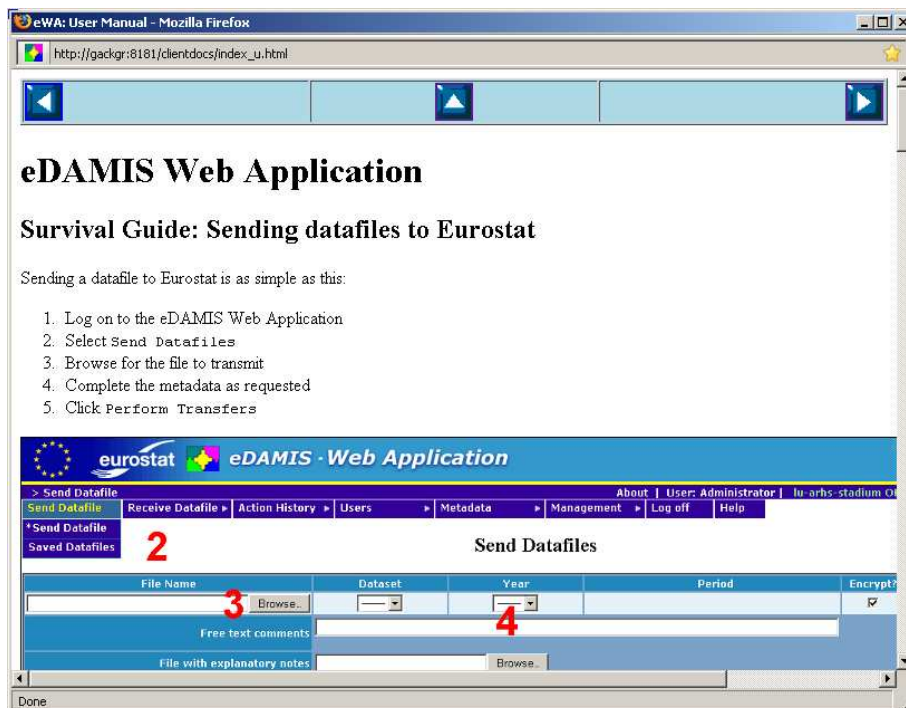 eWA: User Manual - Mozilla Firefox
http://gackgr:8181/clientdocs/index_u.html
eDAMIS Web Application
Survival Guide: Sending datafiles to Eurostat
Sending a datafile to Eurostat is as simple as this:
1. Log on to the eDAMIS Web Application
2. Select Send Datafiles
3. Browse for the file to transmit
4. Complete the metadata as requested
5. Click Perform Transfers
eurostat eDAMIS · Web Application
> Send Datafile About | User: Administrator | lu-arhs-stadium
Send Datafile Receive Datafile Action History Users Metadata Management Log off Help
*Send Datafile
Saved Datafiles 2 Send Datafiles
File Name Dataset Year Period Encrypt?
3 Browse.. 4
Free text comments
File with explanatory notes Browse..
Done